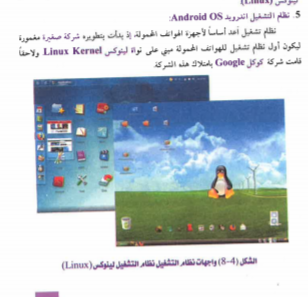 لينوكس (Linux)
5. نظام التشغيل اندرويد Android OS:
نظام تشغيل أعد أساساً لأجهزة الهواتف المحمولة. إذ بدأت بتطويره شركة صغيرة مغمورة
ليكون أول نظام تشغيل للهواتف المحمولة مبني على نواة لينوكس Linux Kernel ولاحقاً
قامت شركة كوكل Google بامتلاك هذه الشركة.
الشكل (4-8) واجهات نظام التشغيل نظام التشغيل لينوكس (Linux)